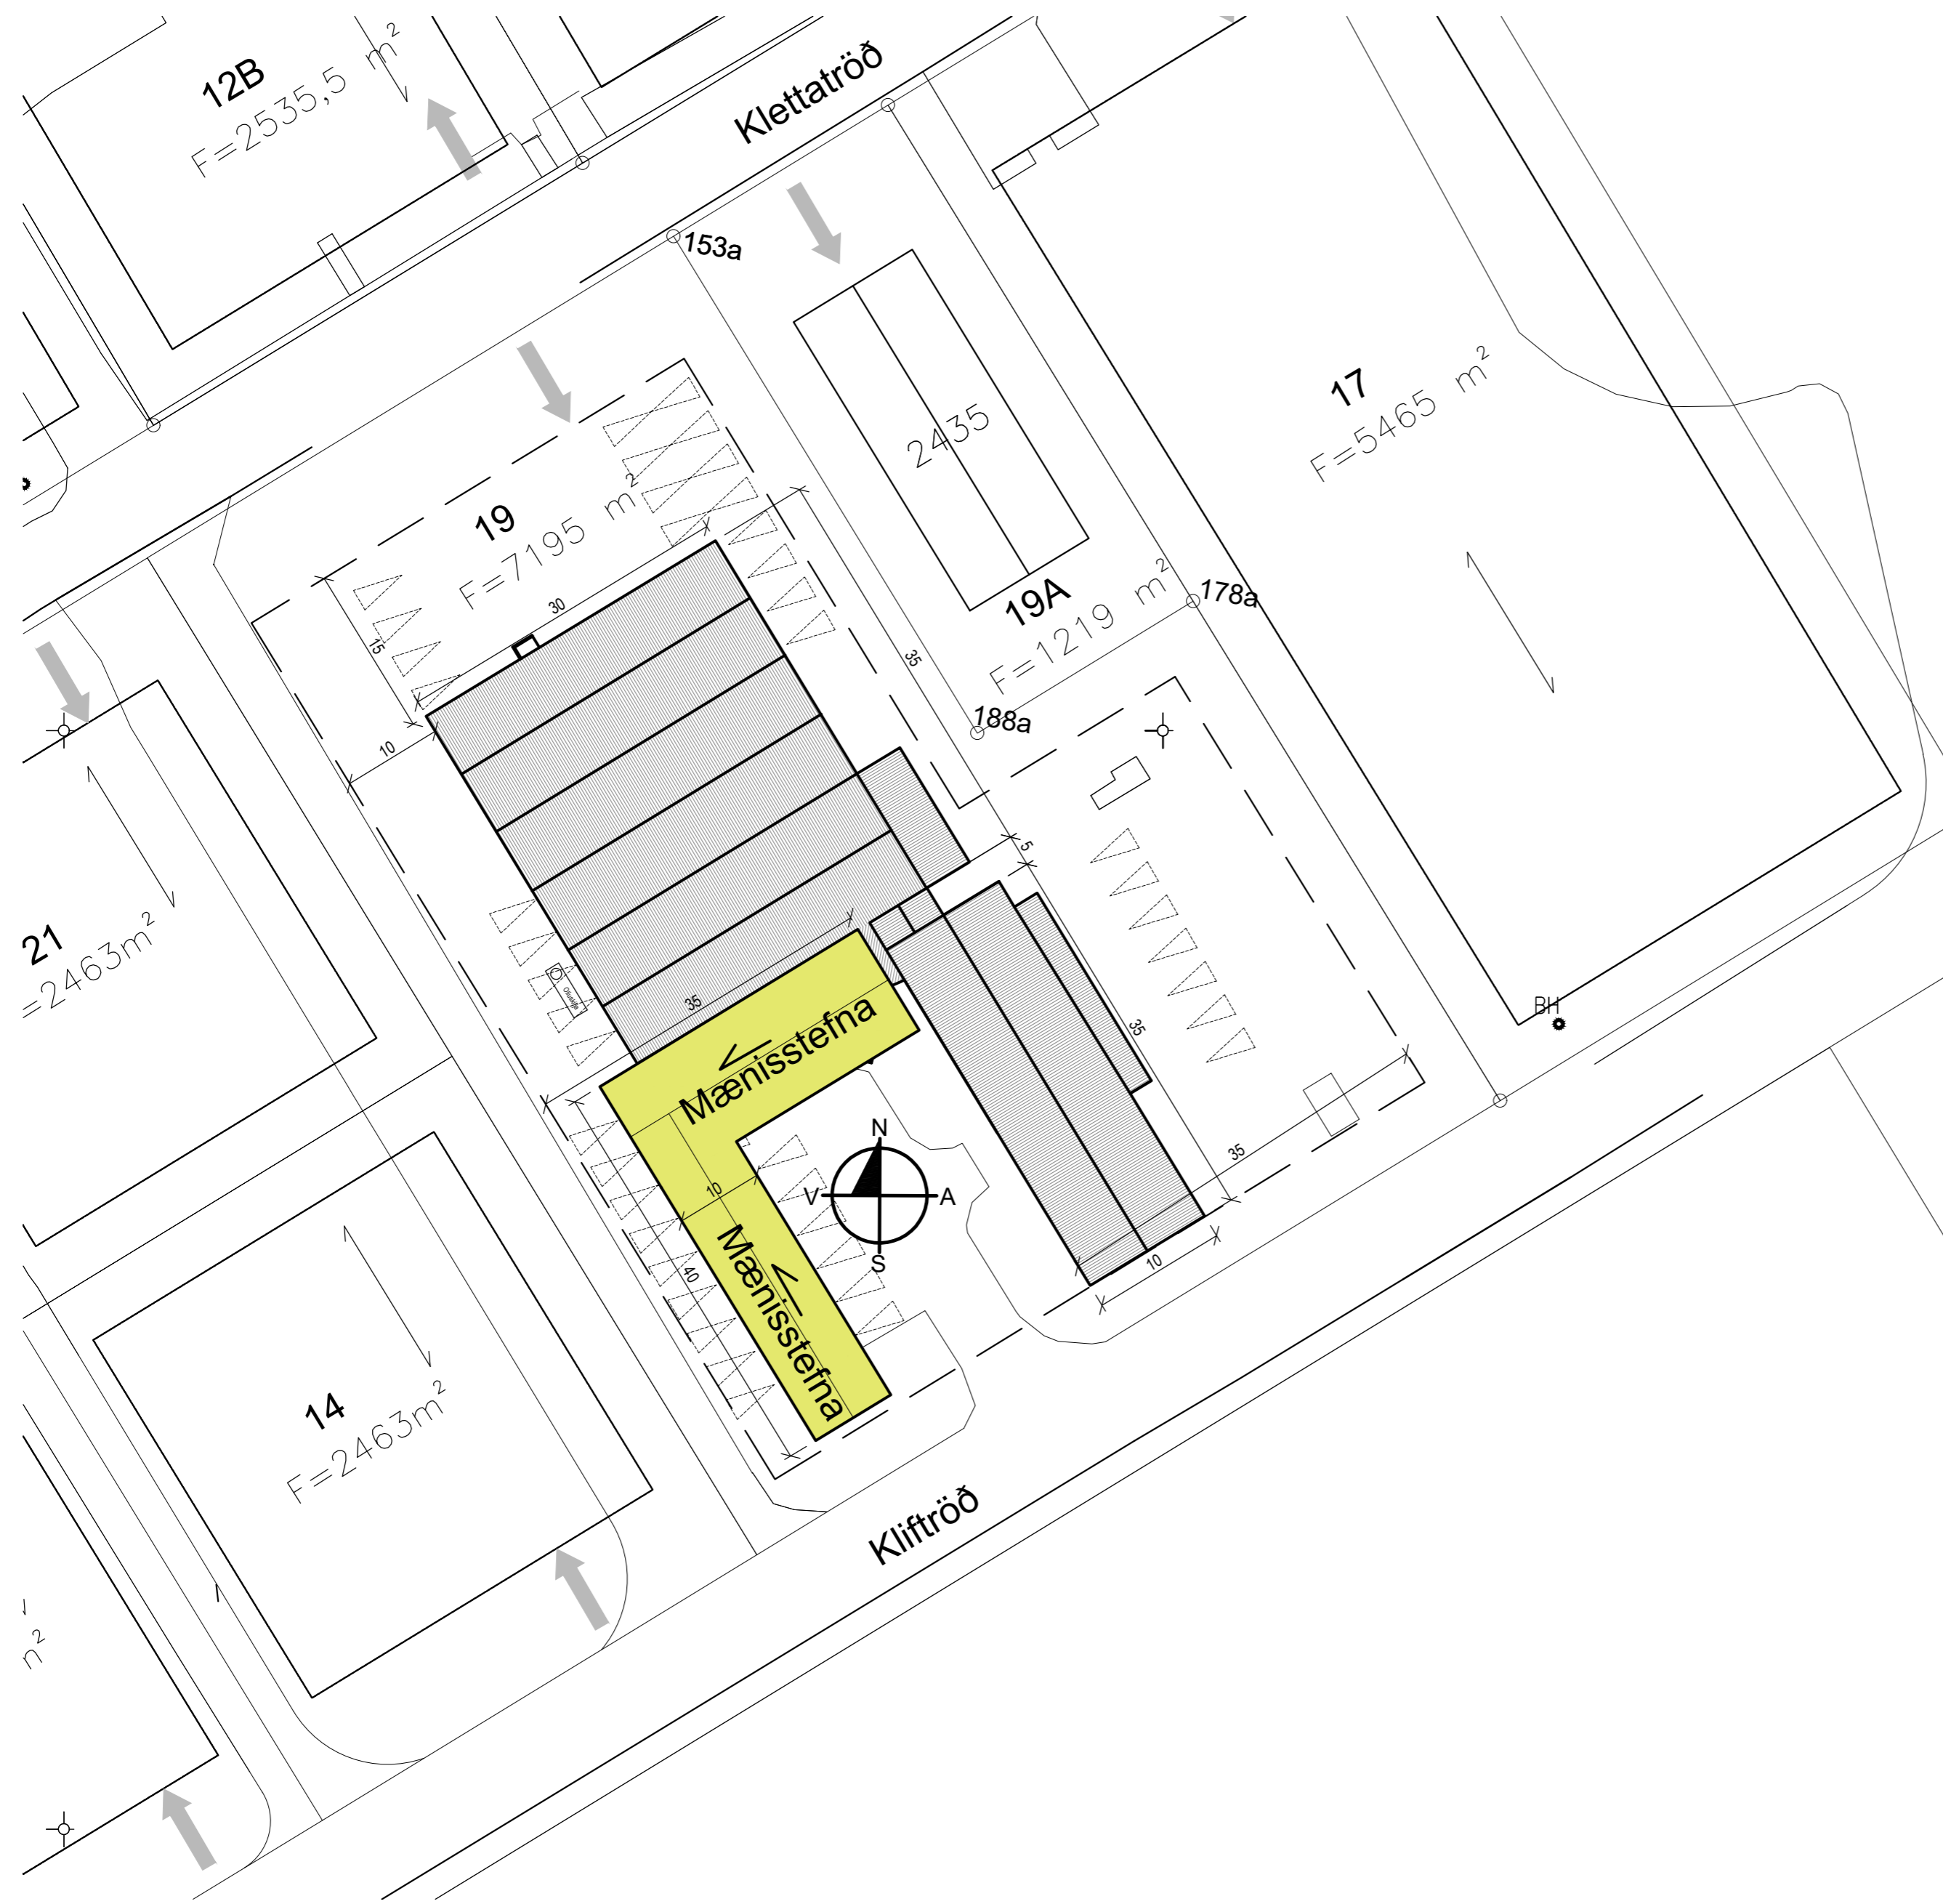 12B
F=2535,5 m²
Klettatröð
153a
17
F=5465 m²
2435
19
F=7195 m²
30
15
10
19A
F=1219 m²
178a
188a
35
5
21
=2463m²
35
BH
35
Mænisstefna
N
V
A
S
10
40
Mænisstefna
35
10
14
F=2463m²
Kliftröð
m²